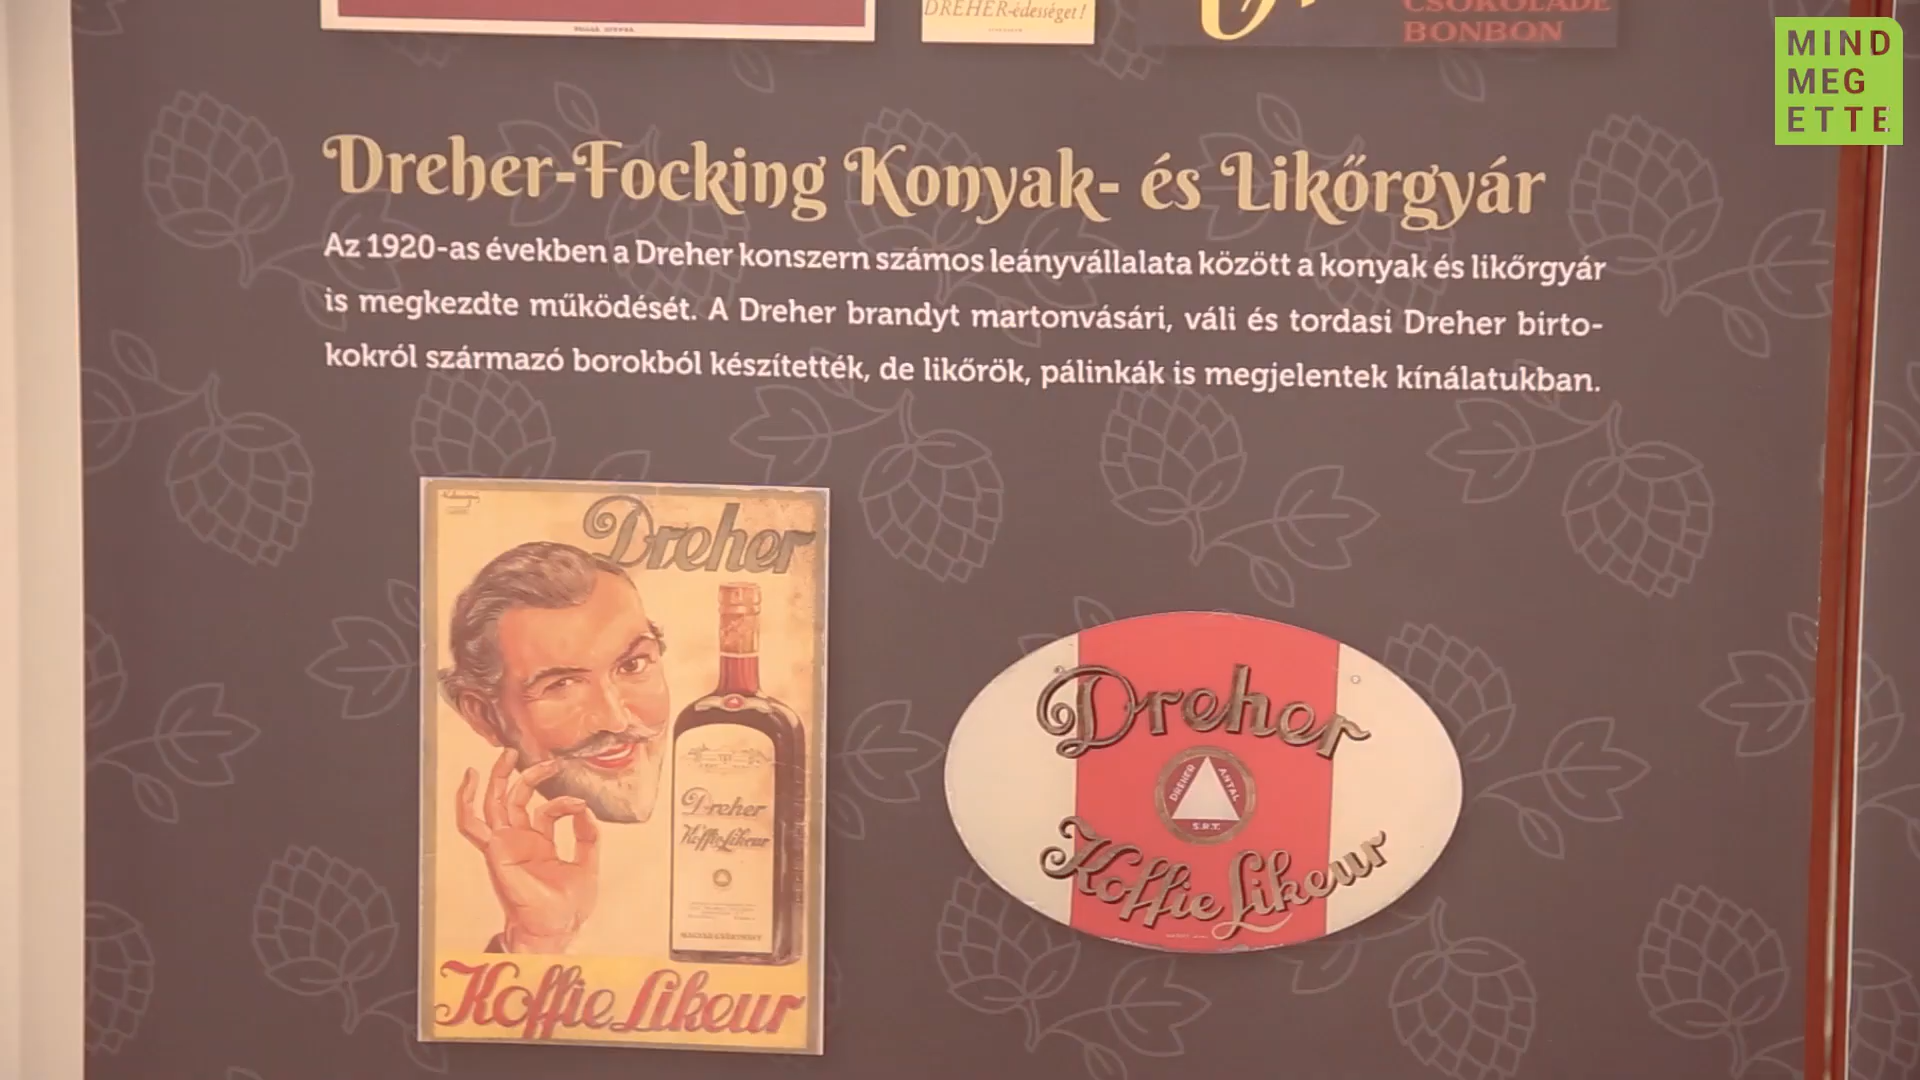 DREHER-édességet!
CSOKOLÁDÉ
BONBON
MIND
MEG
ETTE
Dreher-Focking Konyak- és Likőrgyár
Az 1920-as években a Dreher konszern számos leányvállalata között a konyak és likőrgyár
is megkezdte működését. A Dreher brandyt martonvásári, váli és tordasi Dreher birto-
kokról származó borokból készítették, de likőrök, pálinkák is megjelentek kínálatukban.
Dreher
Dreher
Koffie Likeur
Koffie Likeur
Dreher
DREHER ANTAL
S.R.T.
Koffie Likeur